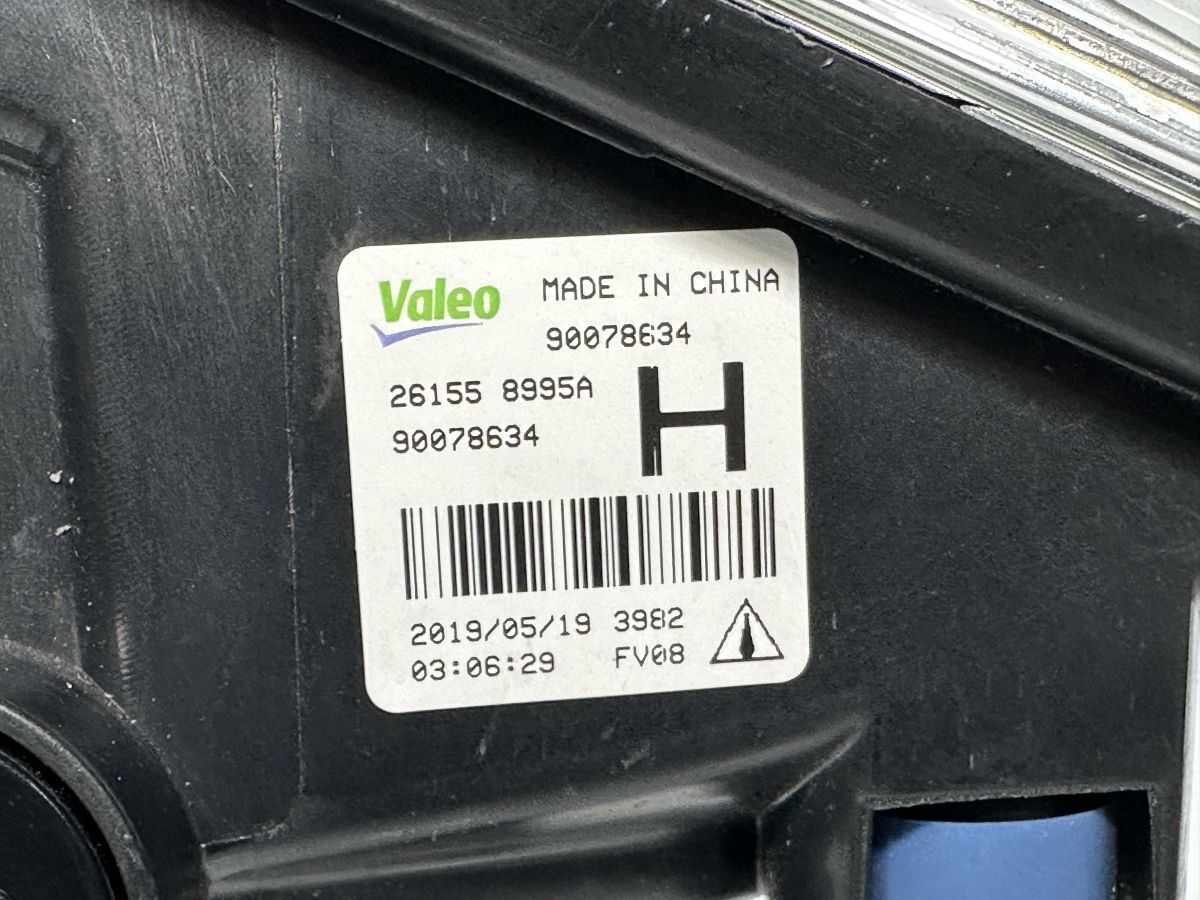 Valeo MADE IN CHINA
90078634
26155 8995A
90078634
H
2019/05/19 3982
03:06:29 FV08